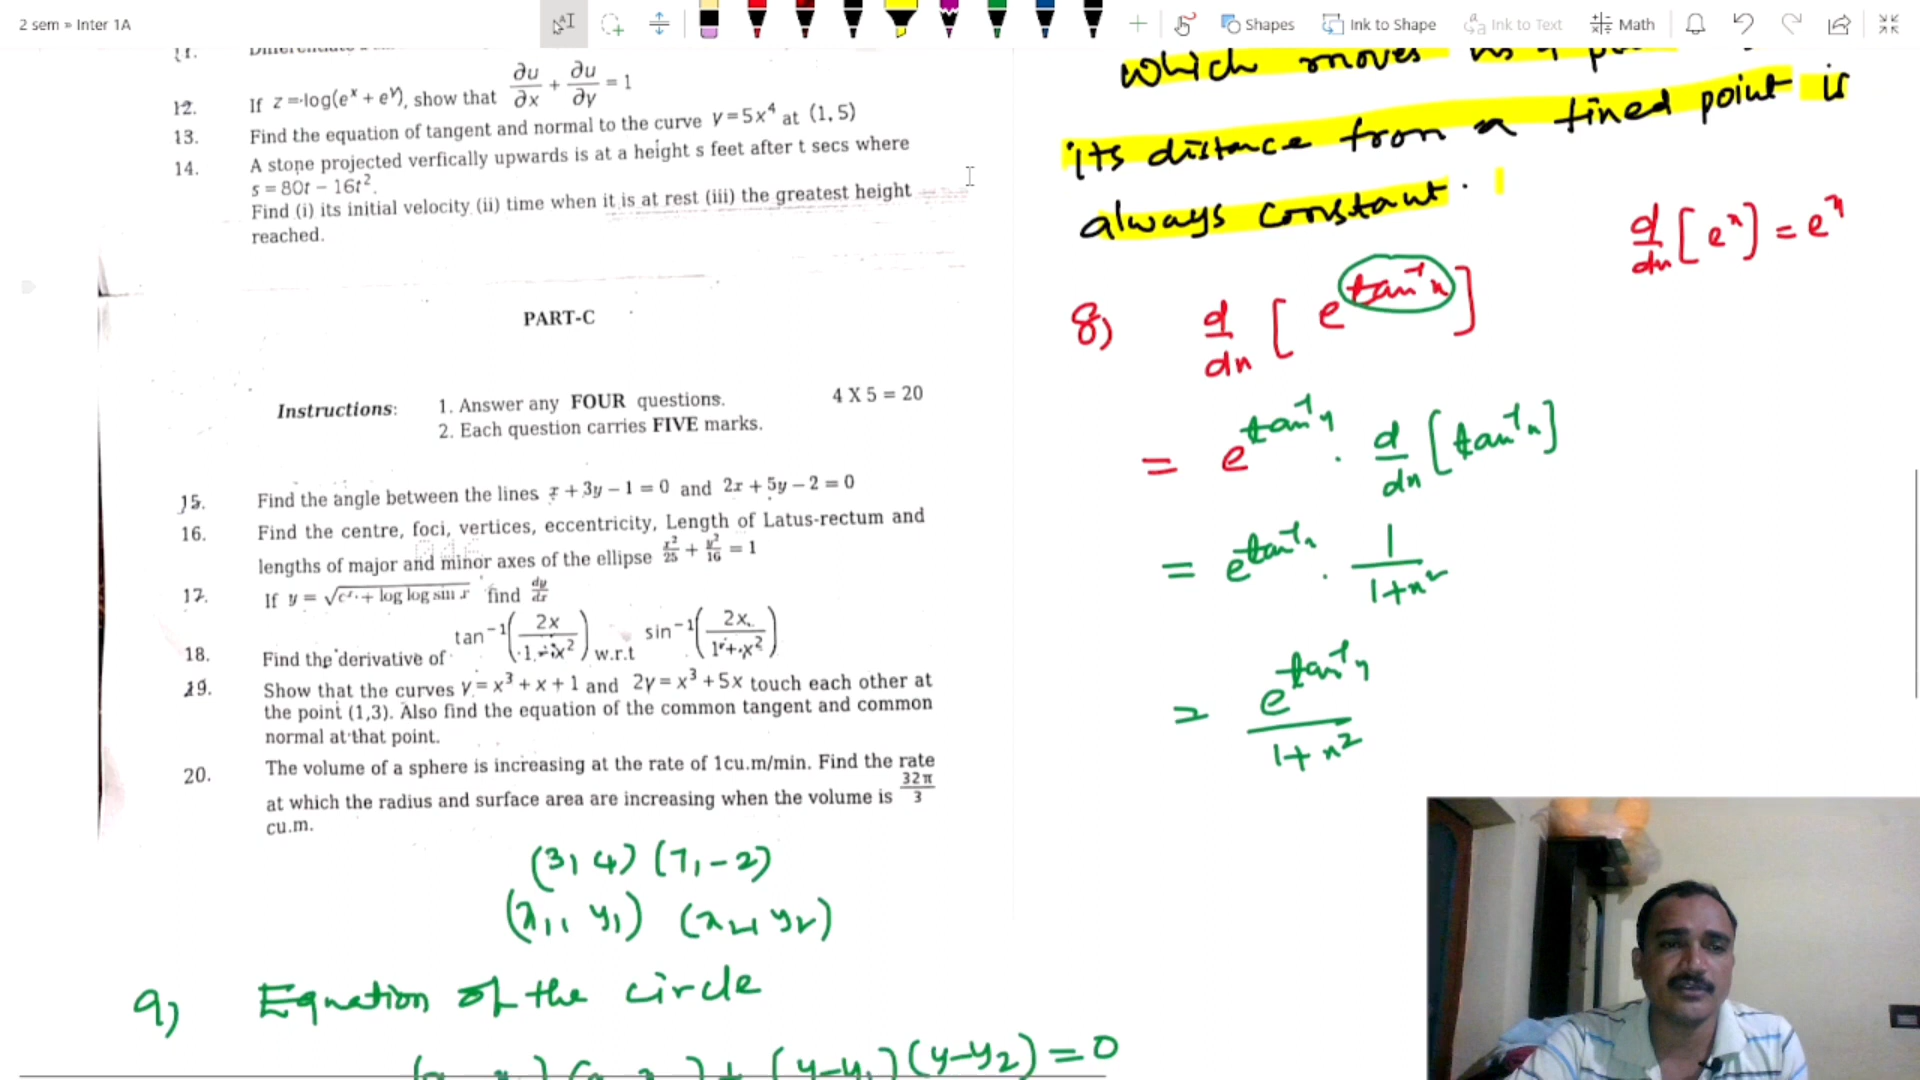 2 sem » Inter 1A
Shapes Ink to Shape Ink to Text Math
12. If z = log(eˣ + eʸ), show that ∂u/∂x + ∂u/∂y = 1
13. Find the equation of tangent and normal to the curve y = 5x⁴ at (1, 5)
14. A stone projected verfically upwards is at a height s feet after t secs where
s = 80t − 16t².
Find (i) its initial velocity (ii) time when it is at rest (iii) the greatest height
reached.
PART-C
Instructions: 1. Answer any FOUR questions. 4 X 5 = 20
2. Each question carries FIVE marks.
15. Find the angle between the lines x + 3y − 1 = 0 and 2x + 5y − 2 = 0
16. Find the centre, foci, vertices, eccentricity, Length of Latus-rectum and
lengths of major and minor axes of the ellipse x²/25 + y²/16 = 1
17. If y = find dy/dx
18. Find the derivative of tan⁻¹(2x/(1−x²)) w.r.t sin⁻¹(2x/(1+x²))
19. Show that the curves y = x³ + x + 1 and 2y = x³ + 5x touch each other at
the point (1,3). Also find the equation of the common tangent and common
normal at that point.
20. The volume of a sphere is increasing at the rate of 1cu.m/min. Find the rate
at which the radius and surface area are increasing when the volume is 32π/3
cu.m.
(3, 4) (7, −2)
(x₁, y₁) (x₂, y₂)
9) Equation of the circle
(y−y₁)(y−y₂) = 0
which moves
its distance from a fixed point is
always constant.
d/dx [eˣ] = eˣ
8) d/dx [e^(tan⁻¹x)]
= e^(tan⁻¹x) · d/dx [tan⁻¹x]
= e^(tan⁻¹x) · 1/(1+x²)
= e^(tan⁻¹x)/(1+x²)